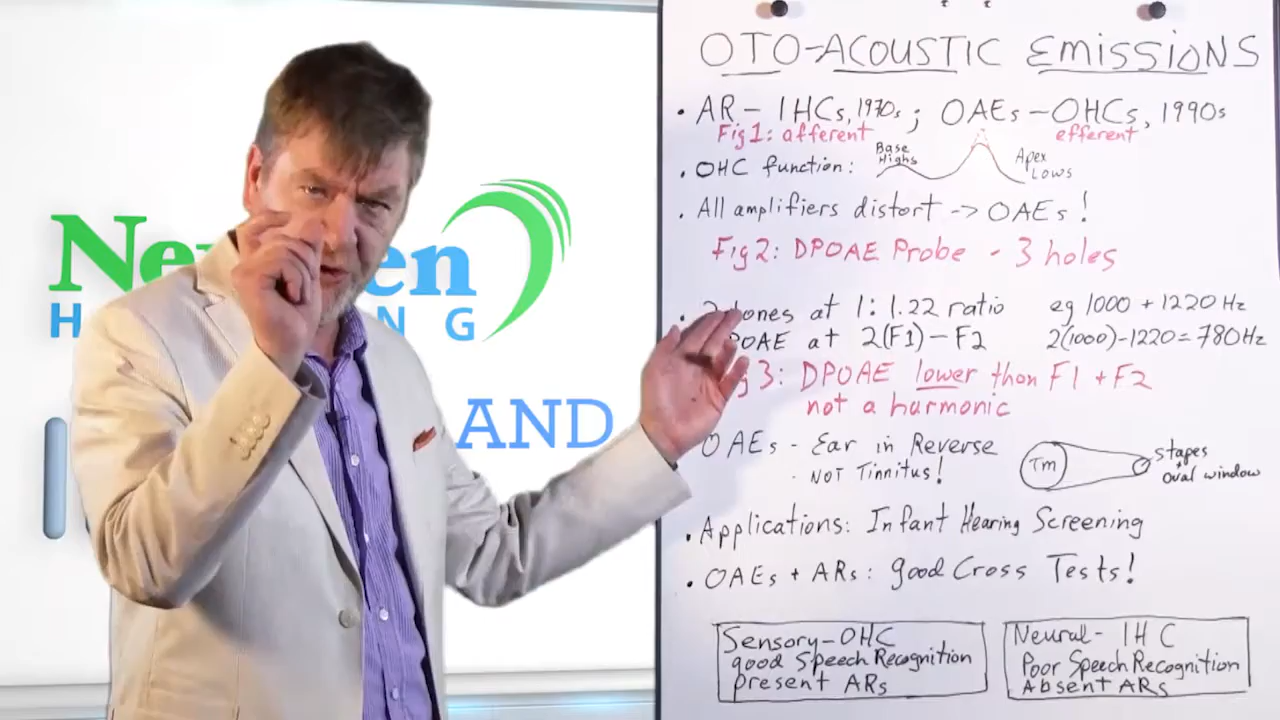 OTO-ACOUSTIC EMISSIONS
• AR - IHCs, 1970s; OAEs - OHCs, 1990s
Fig 1: afferent efferent
• OHC function: Base Highs Apex Lows
• All amplifiers distort -> OAEs!
Fig 2: DPOAE Probe - 3 holes
• 2 tones at 1:1.22 ratio eg 1000 + 1220 Hz
POAE at 2(F1)-F2 2(1000)-1220=780Hz
g 3: DPOAE lower than F1 + F2
not a harmonic
OAEs - Ear in Reverse
- NOT Tinnitus!
Tm
stapes
+
oval window
• Applications: Infant Hearing Screening
• OAEs + ARs: good Cross Tests!
Sensory-OHC
good Speech Recognition
present ARs
Neural- IHC
Poor Speech Recognition
Absent ARs
AND